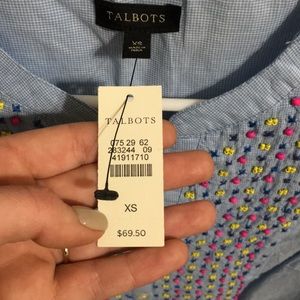 TALBOTS
XS
TALBOTS
075 29 62
283244 09
41911710
XS
$69.50